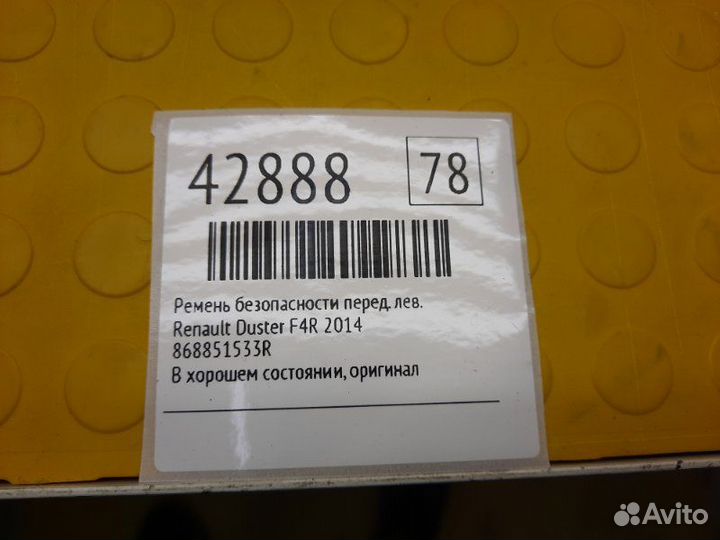 42888 78
Ремень безопасности перед. лев.
Renault Duster F4R 2014
868851533R
В хорошем состоянии, оригинал
Avito